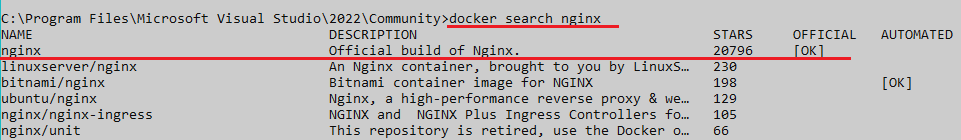 C:\Program Files\Microsoft Visual Studio\2022\Community>docker search nginx
NAME DESCRIPTION STARS OFFICIAL AUTOMATED
nginx Official build of Nginx. 20796 [OK]
linuxserver/nginx An Nginx container, brought to you by LinuxS… 230
bitnami/nginx Bitnami container image for NGINX 198 [OK]
ubuntu/nginx Nginx, a high-performance reverse proxy & we… 129
nginx/nginx-ingress NGINX and  NGINX Plus Ingress Controllers fo… 105
nginx/unit This repository is retired, use the Docker o… 66